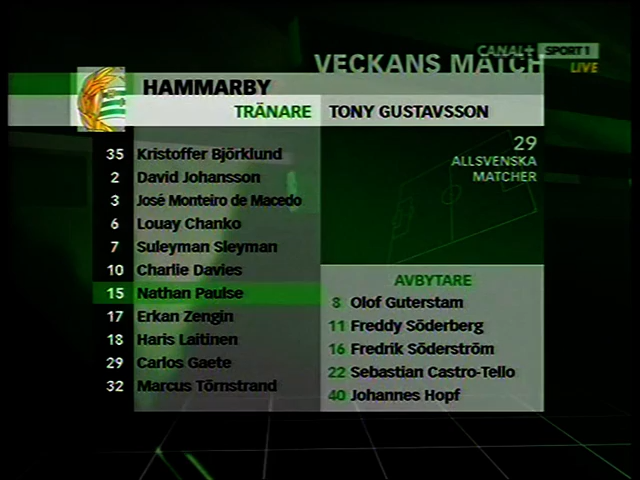 CANAL+ SPORT 1
VECKANS MATCH
LIVE
HAMMARBY
TRÄNARE TONY GUSTAVSSON
29
ALLSVENSKA
MATCHER
35 Kristoffer Björklund
2 David Johansson
3 José Monteiro de Macedo
6 Louay Chanko
7 Suleyman Sleyman
10 Charlie Davies
15 Nathan Paulse
17 Erkan Zengin
18 Haris Laitinen
29 Carlos Gaete
32 Marcus Törnstrand
AVBYTARE
8 Olof Guterstam
11 Freddy Söderberg
16 Fredrik Söderström
22 Sebastian Castro-Tello
40 Johannes Hopf